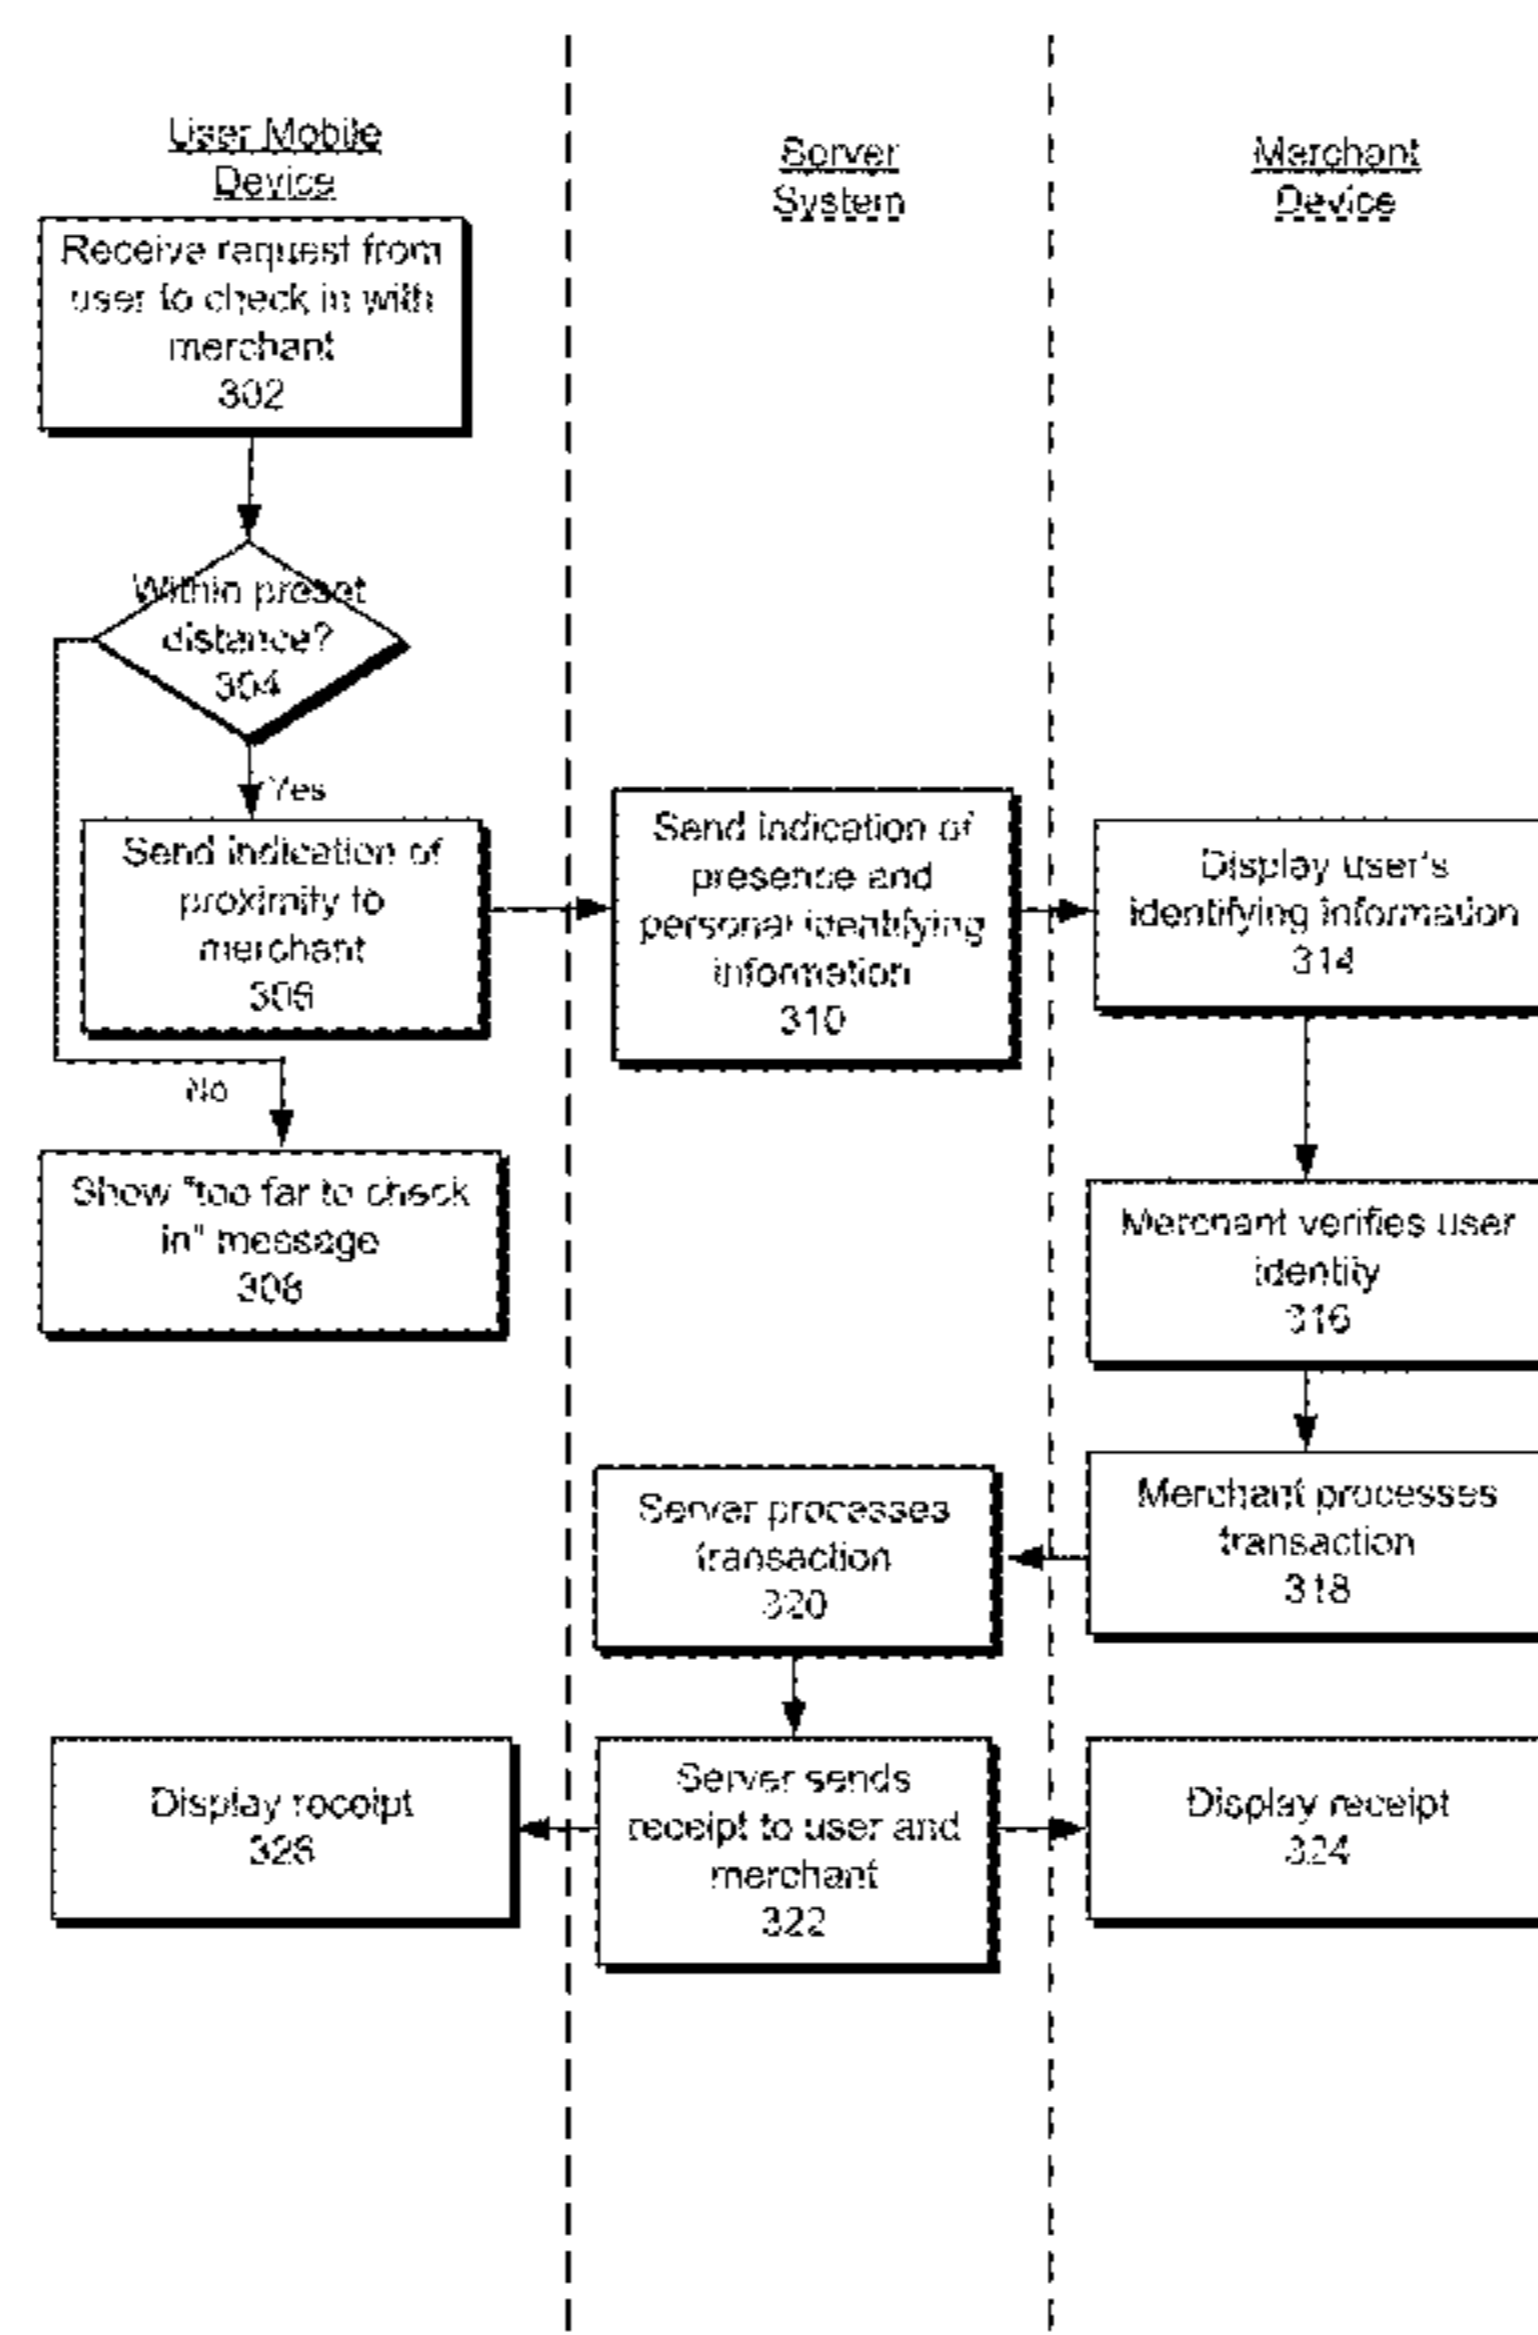 User Mobile
Device
Server
System
Merchant
Device
Receive request from
user to check in with
merchant
302
Within preset
distance?
304
Yes
Send indication of
proximity to
merchant
306
No
Show "too far to check
in" message
308
Send indication of
presence and
personal identifying
information
310
Display user's
identifying information
314
Merchant verifies user
identity
316
Merchant processes
transaction
318
Server processes
transaction
320
Server sends
receipt to user and
merchant
322
Display receipt
326
Display receipt
324